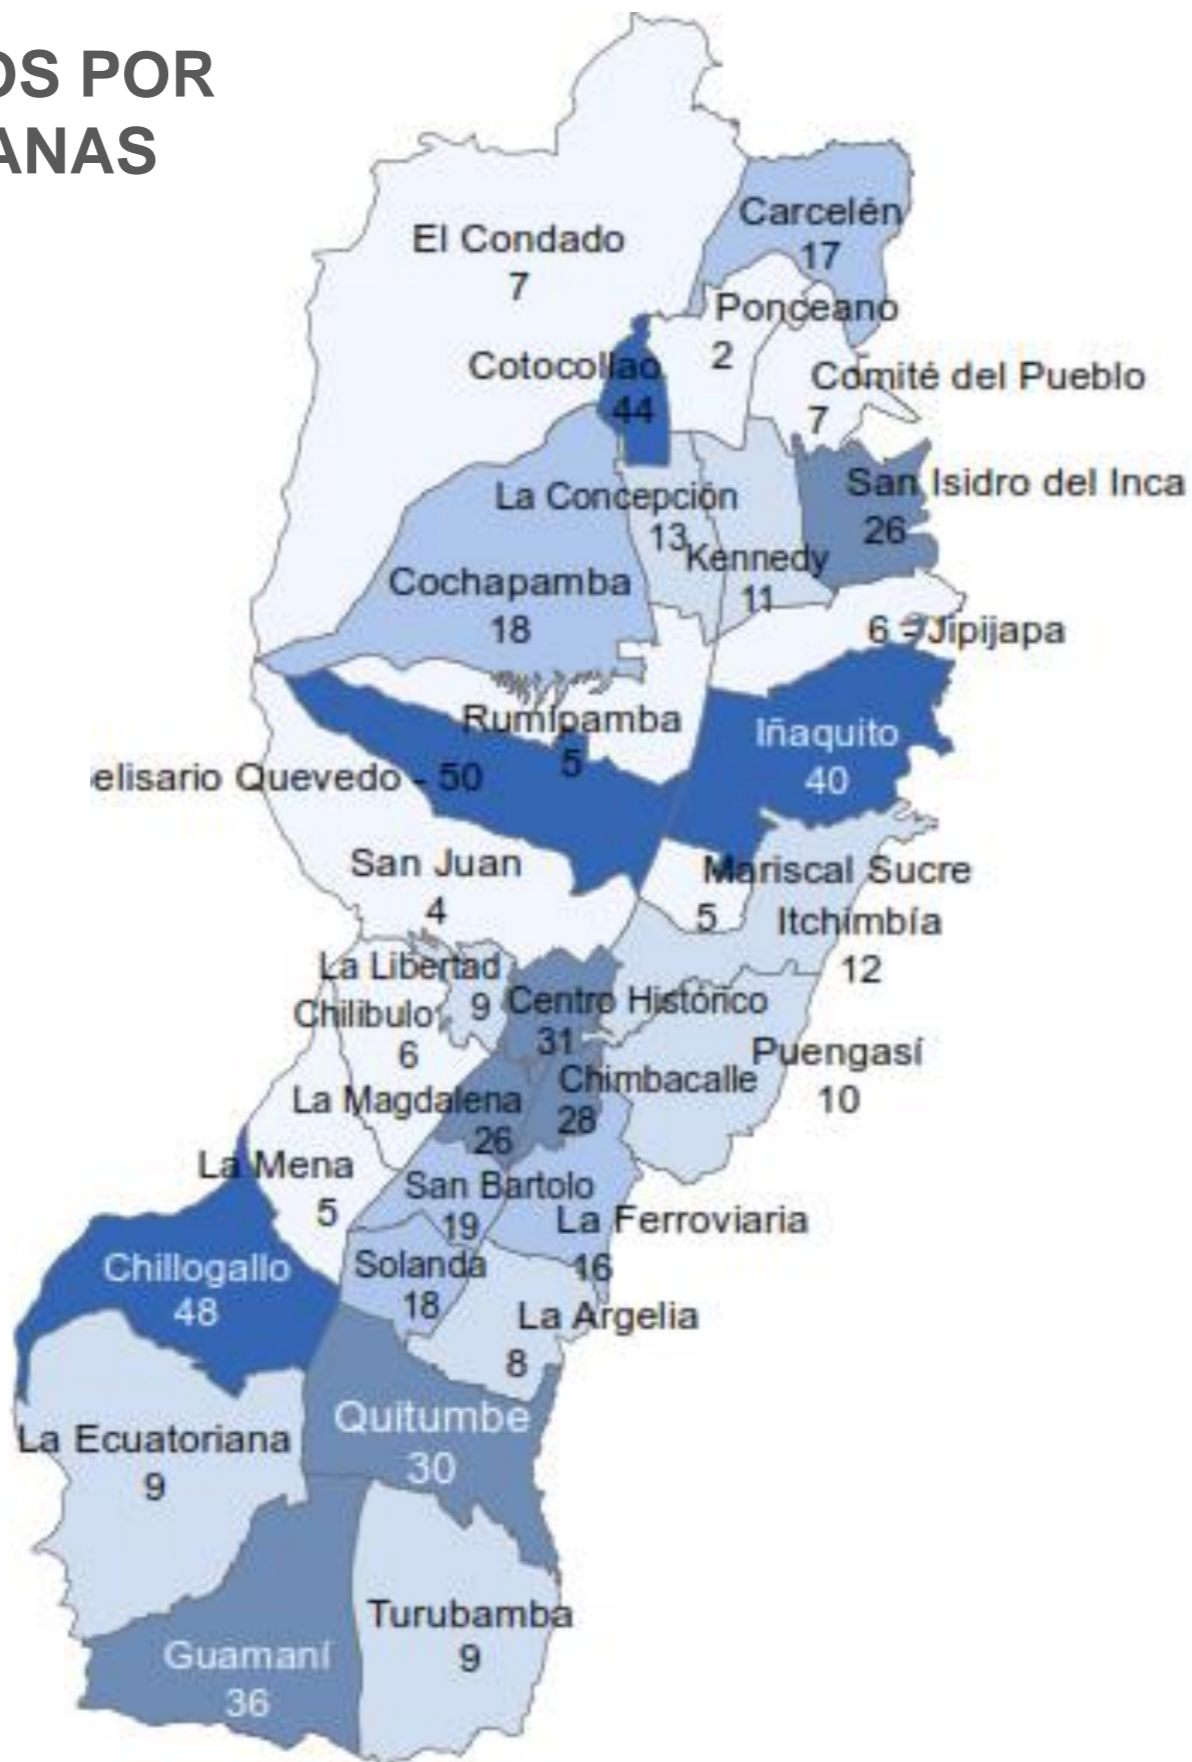 OS POR
ANAS
El Condado
7
Carcelén
17
Ponceano
2
Cotocollao
44
Comité del Pueblo
7
San Isidro del Inca
26
La Concepción
13
Kennedy
11
Cochapamba
18
6 - Jipijapa
Rumipamba
5
Iñaquito
40
elisario Quevedo - 50
San Juan
4
Mariscal Sucre
5
Itchimbía
12
La Libertad
9
Centro Histórico
31
Chilibulo
6
Puengasí
10
Chimbacalle
28
La Magdalena
26
La Mena
5
San Bartolo
19
La Ferroviaria
16
Chillogallo
48
Solanda
18
La Argelia
8
Quitumbe
30
La Ecuatoriana
9
Turubamba
9
Guamaní
36